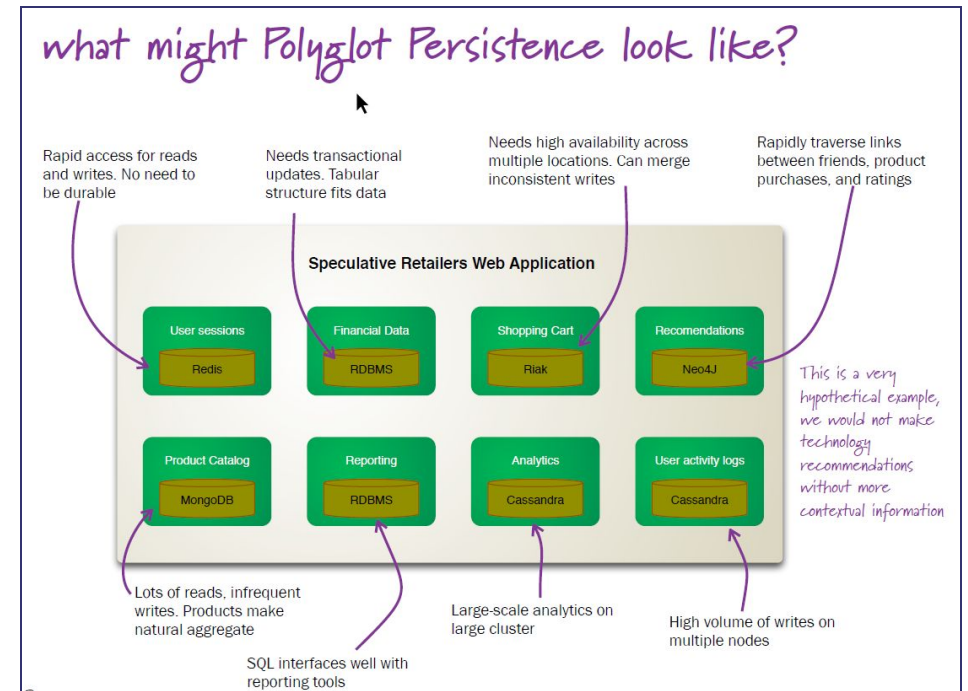 what might Polyglot Persistence look like?
Rapid access for reads
and writes. No need to
be durable
Needs transactional
updates. Tabular
structure fits data
Needs high availability across
multiple locations. Can merge
inconsistent writes
Rapidly traverse links
between friends, product
purchases, and ratings
Speculative Retailers Web Application
User sessions
Redis
Financial Data
RDBMS
Shopping Cart
Riak
Recomendations
Neo4J
This is a very
hypothetical example,
we would not make
technology
recommendations
without more
contextual information
Product Catalog
MongoDB
Reporting
RDBMS
Analytics
Cassandra
User activity logs
Cassandra
Lots of reads, infrequent
writes. Products make
natural aggregate
SQL interfaces well with
reporting tools
Large-scale analytics on
large cluster
High volume of writes on
multiple nodes